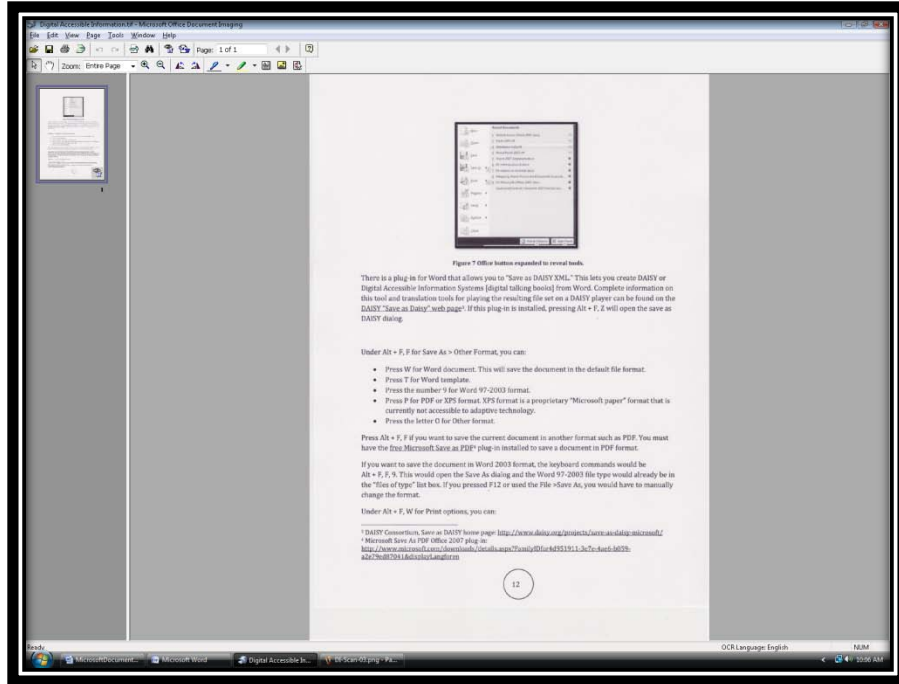 Digital Accessible Information.tif - Microsoft Office Document Imaging
File Edit View Page Tools Window Help
Page: 1 of 1
Zoom: Entire Page
1
Figure 7 Office button expanded to reveal tools.
There is a plug-in for Word that allows you to "Save as DAISY XML." This lets you create DAISY or
Digital Accessible Information Systems [digital talking books] from Word. Complete information on
this tool and translation tools for playing the resulting file set on a DAISY player can be found on the
DAISY "Save as Daisy" web page³. If this plug-in is installed, pressing Alt + F, Z will open the save as
DAISY dialog.
Under Alt + F, F for Save As > Other Format, you can:
• Press W for Word document. This will save the document in the default file format.
• Press T for Word template.
• Press the number 9 for Word 97-2003 format.
• Press P for PDF or XPS format. XPS format is a proprietary "Microsoft paper" format that is
currently not accessible to adaptive technology.
• Press the letter O for Other format.
Press Alt + F, F if you want to save the current document in another format such as PDF. You must
have the free Microsoft Save as PDF⁴ plug-in installed to save a document in PDF format.
If you want to save the document in Word 2003 format, the keyboard commands would be
Alt + F, F, 9. This would open the Save As dialog and the Word 97-2003 file type would already be in
the "files of type" list box. If you pressed F12 or used the File >Save As, you would have to manually
change the format.
Under Alt + F, W for Print options, you can:
³ DAISY Consortium, Save as DAISY home page: http://www.daisy.org/projects/save-as-daisy-microsoft/
⁴ Microsoft Save As PDF Office 2007 plug-in:
12
Ready
OCR Language: English
NUM
MicrosoftDocument...
Microsoft Word
Digital Accessible In...
DI-Scan-03.png - Pa...
10:06 AM